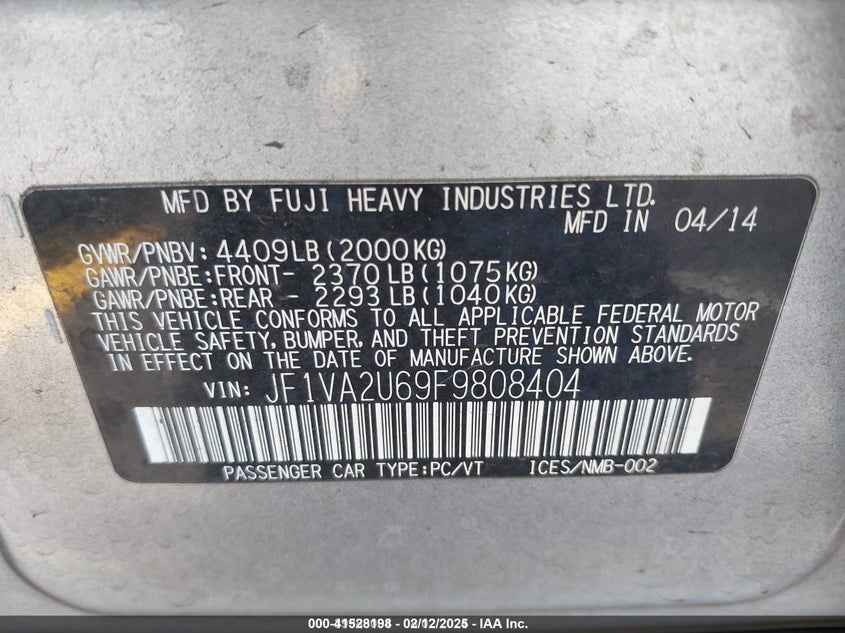 MFD BY FUJI HEAVY INDUSTRIES LTD.
MFD IN 04/14
GVWR/PNBV: 4409LB(2000KG)
GAWR/PNBE:FRONT- 2370LB(1075KG)
GAWR/PNBE:REAR - 2293LB(1040KG)
THIS VEHICLE CONFORMS TO ALL APPLICABLE FEDERAL MOTOR
VEHICLE SAFETY, BUMPER, AND THEFT PREVENTION STANDARDS
IN EFFECT ON THE DATE OF MANUFACTURE SHOWN ABOVE.
VIN: JF1VA2U69F9808404
PASSENGER CAR TYPE:PC/VT ICES/NMB-002
000-41528198 - 02/12/2025 - IAA Inc.